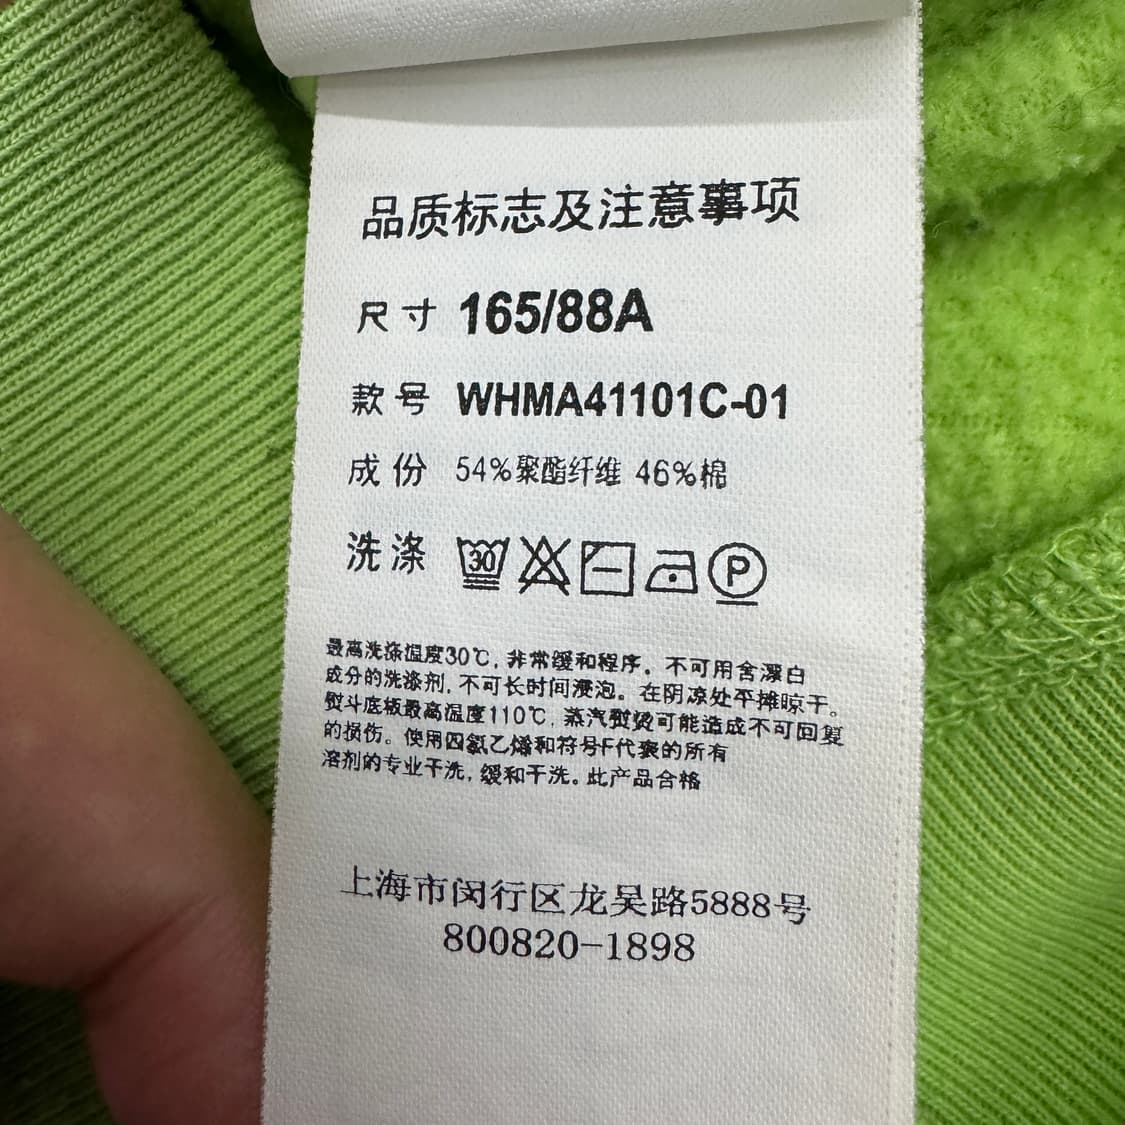 品质标志及注意事项
尺寸 165/88A
款号 WHMA41101C-01
成份 54%聚酯纤维 46%棉
洗涤 30 P
最高洗涤温度30℃, 非常缓和程序。不可用含漂白
成分的洗涤剂, 不可长时间浸泡。在阴凉处平摊晾干。
熨斗底板最高温度110℃, 蒸汽熨烫可能造成不可回复
的损伤。使用四氯乙烯和符号F代表的所有
溶剂的专业干洗, 缓和干洗。此产品合格
上海市闵行区龙吴路5888号
800820-1898